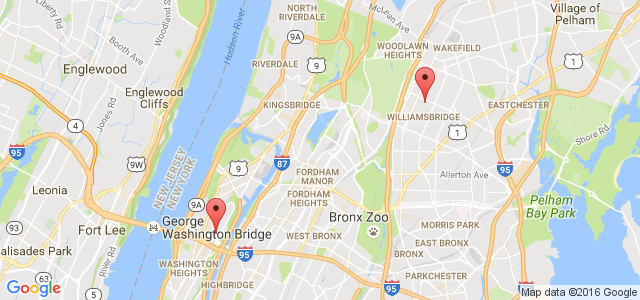 NORTH
RIVERDALE
McLean Ave
Village of
Pelham
Liberty Rd
Woodland St
Hudson River
9A
Booth Ave
WOODLAWN
HEIGHTS
WAKEFIELD
Englewood
RIVERDALE
9
1
Englewood
Cliffs
KINGSBRIDGE
EASTCHESTER
WILLIAMSBRIDGE
4
Jones Rd
1
Shore Rd
95
9W
NEW JERSEY
NEW YORK
9
87
FORDHAM
MANOR
95
Allerton Ave
Leonia
9A
FORDHAM
HEIGHTS
Pelham
Bay Park
Fort Lee
George
Washington Bridge
Bronx Zoo
MORRIS PARK
alisades Park
WEST BRONX
EAST BRONX
95
WASHINGTON
HEIGHTS
PARKCHESTER
HIGHBRIDGE
5
95
Google
Map data ©2016 Google